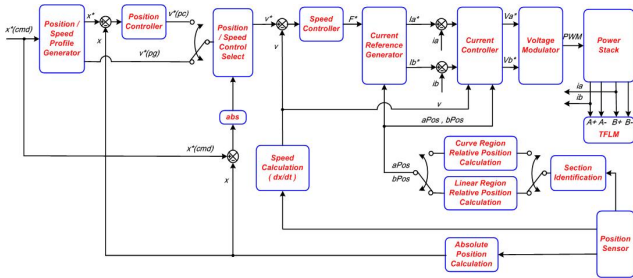 x*(cmd)
Position /
Speed
Profile
Generator
x*
x
Position
Controller
v*(pc)
v*(pg)
Position
/ Speed
Control
Select
v*
v
Speed
Controller
F*
Current
Reference
Generator
Ia*
ia
Ib*
ib
Current
Controller
Va*
Vb*
Voltage
Modulator
PWM
Power
Stack
ia
ib
A+ A- B+ B-
TFLM
abs
v
aPos , bPos
x*(cmd)
x
Speed
Calculation
( dx/dt )
aPos
bPos
Curve Region
Relative Position
Calculation
Linear Region
Relative Position
Calculation
Section
Identification
Absolute
Position
Calculation
Position
Sensor